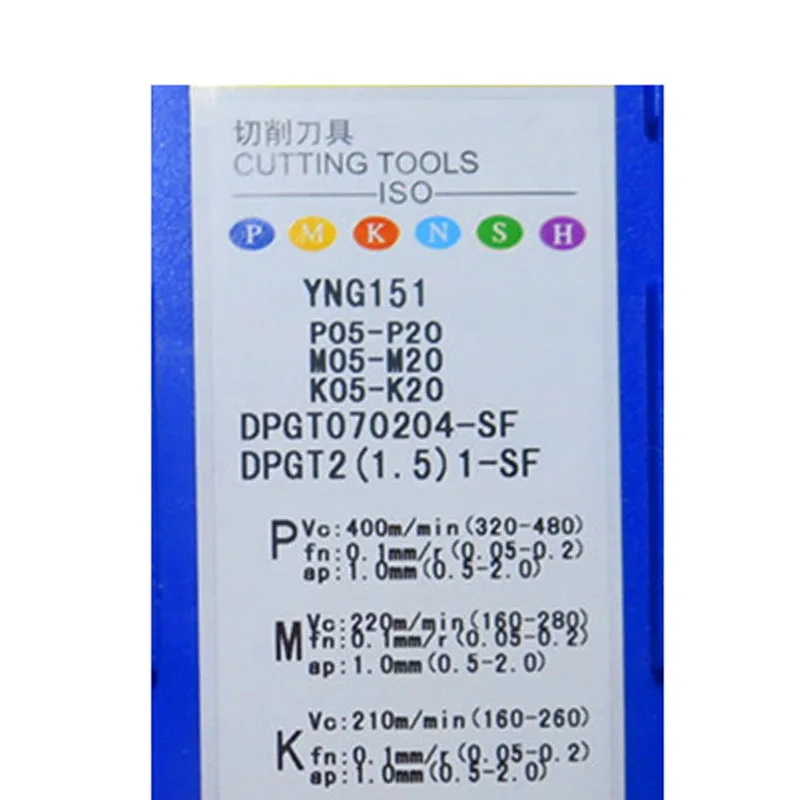 切削刀具
CUTTING TOOLS
ISO
P M K N S H
YNG151
P05-P20
M05-M20
K05-K20
DPGT070204-SF
DPGT2(1.5)1-SF
P
Vc:400m/min(320-480)
fn:0.1mm/r(0.05-0.2)
ap:1.0mm(0.5-2.0)
M
Vc:220m/min(160-280)
fn:0.1mm/r(0.05-0.2)
ap:1.0mm(0.5-2.0)
K
Vc:210m/min(160-260)
fn:0.1mm/r(0.05-0.2)
ap:1.0mm(0.5-2.0)